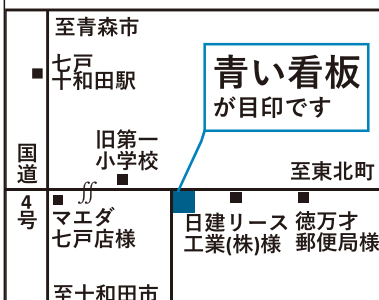 至青森市
七戸
十和田駅
青い看板
が目印です
旧第一
小学校
国道
4号
至東北町
マエダ
七戸店様
日建リース
工業(株)様
徳万才
郵便局様
至十和田市